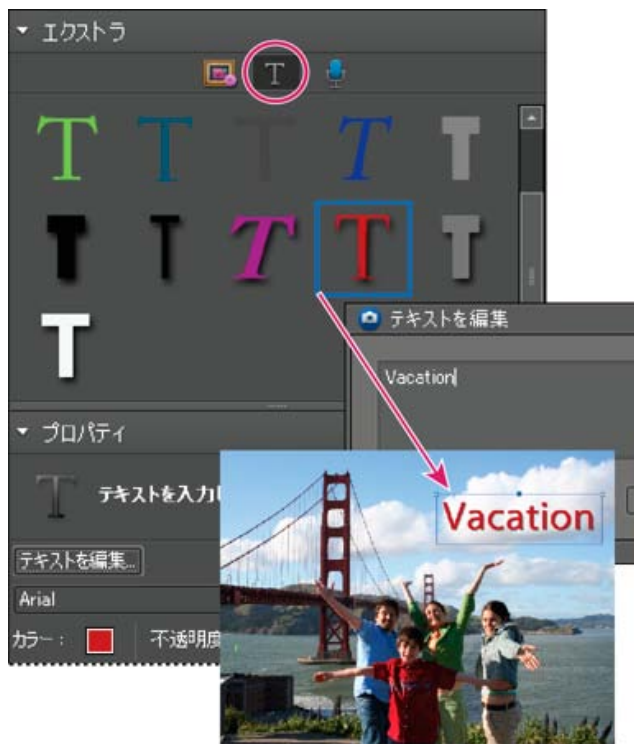 エクストラ
テキストを編集
Vacation
プロパティ
テキストを入力
Vacation
テキストを編集...
Arial
カラー： 不透明度